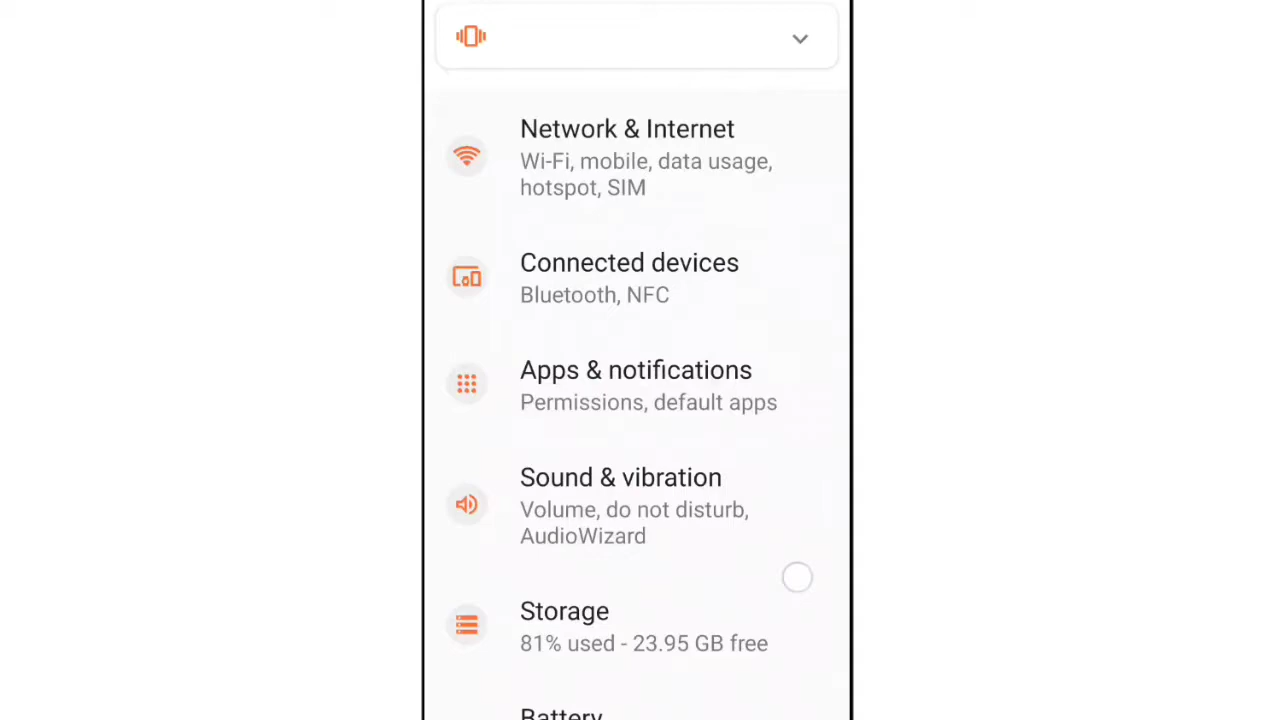 Network & Internet
Wi-Fi, mobile, data usage,
hotspot, SIM
Connected devices
Bluetooth, NFC
Apps & notifications
Permissions, default apps
Sound & vibration
Volume, do not disturb,
AudioWizard
Storage
81% used - 23.95 GB free
Battery